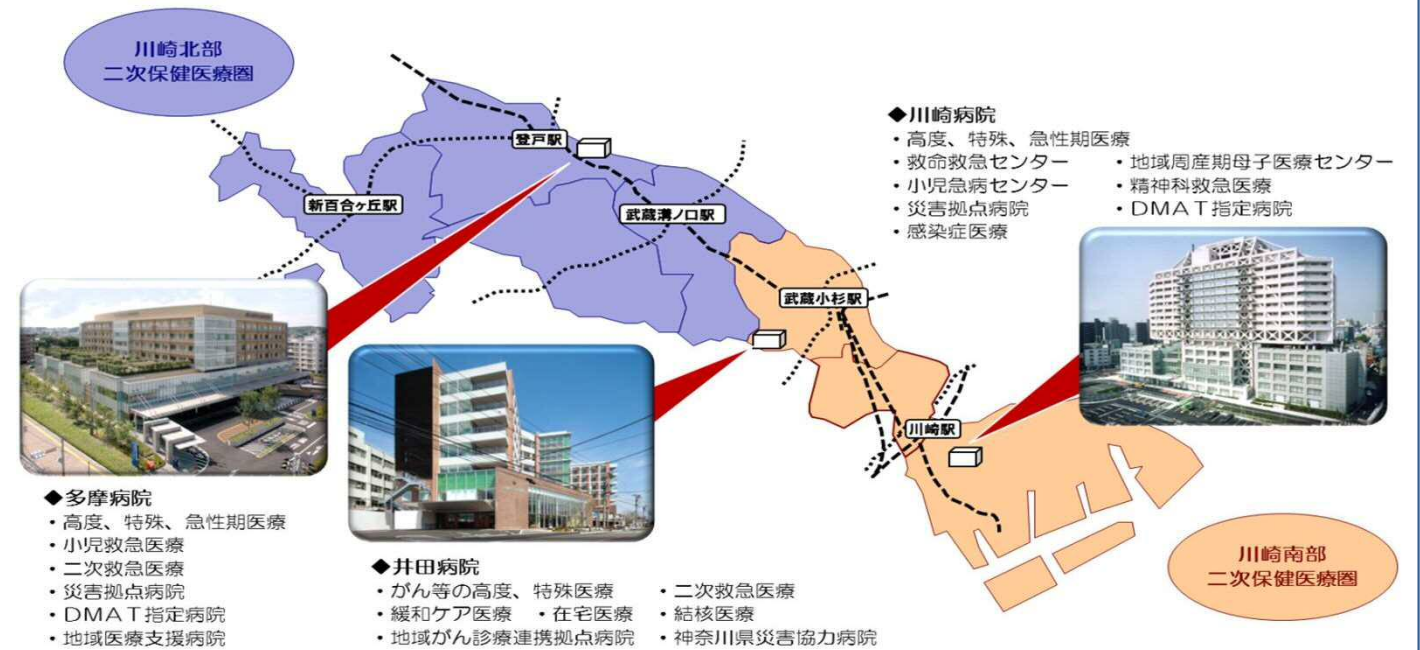 川崎北部
二次保健医療圏
登戸駅
新百合ヶ丘駅
武蔵溝ノ口駅
武蔵小杉駅
川崎駅
◆川崎病院
・高度、特殊、急性期医療
・救命救急センター ・地域周産期母子医療センター
・小児急病センター ・精神科救急医療
・災害拠点病院 ・DMAT指定病院
・感染症医療
◆多摩病院
・高度、特殊、急性期医療
・小児救急医療
・二次救急医療
・災害拠点病院
・DMAT指定病院
・地域医療支援病院
◆井田病院
・がん等の高度、特殊医療 ・二次救急医療
・緩和ケア医療 ・在宅医療 ・結核医療
・地域がん診療連携拠点病院 ・神奈川県災害協力病院
川崎南部
二次保健医療圏